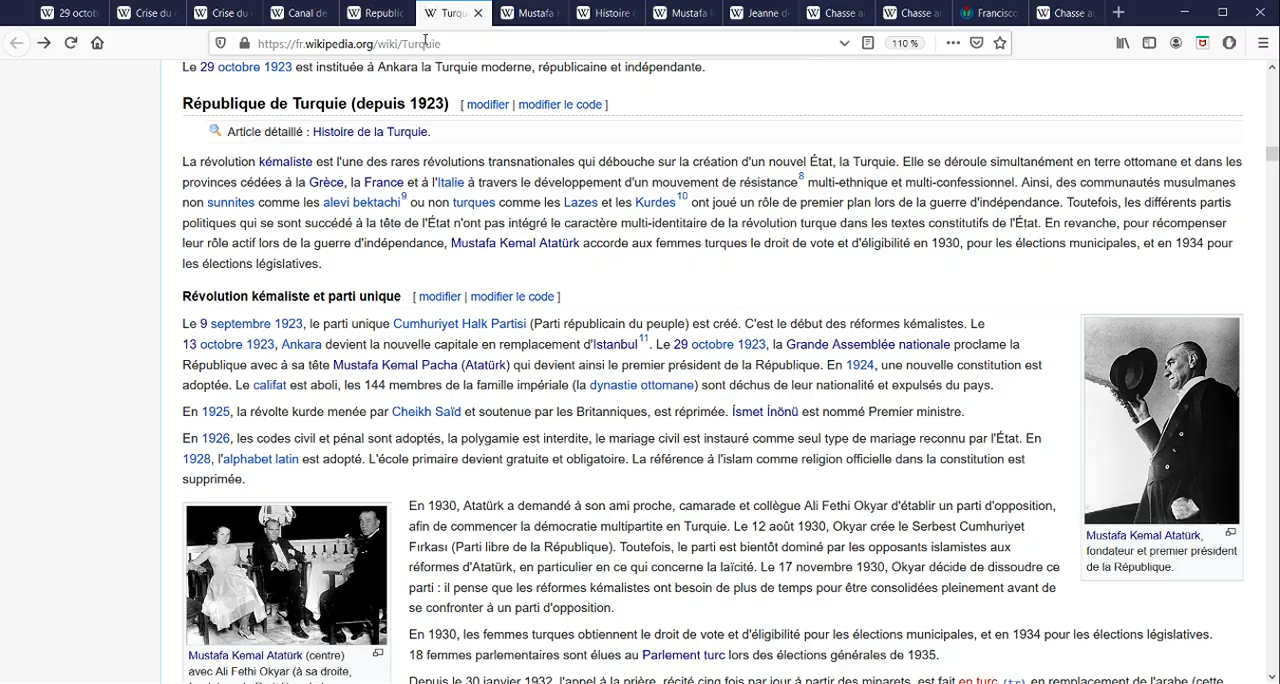 29 octob
Crise du
Crise du
Canal de
Republic
Turqu
Mustafa
Histoire
Mustafa
Jeanne d
Chasse a
Chasse a
Francisco
Chasse a
https://fr.wikipedia.org/wiki/Turquie
110 %
Le 29 octobre 1923 est instituée à Ankara la Turquie moderne, républicaine et indépendante.
République de Turquie (depuis 1923) [ modifier | modifier le code ]
Article détaillé : Histoire de la Turquie.
La révolution kémaliste est l'une des rares révolutions transnationales qui débouche sur la création d'un nouvel État, la Turquie. Elle se déroule simultanément en terre ottomane et dans les
provinces cédées à la Grèce, la France et à l'Italie à travers le développement d'un mouvement de résistance8 multi-ethnique et multi-confessionnel. Ainsi, des communautés musulmanes
non sunnites comme les alevi bektachi9 ou non turques comme les Lazes et les Kurdes10 ont joué un rôle de premier plan lors de la guerre d'indépendance. Toutefois, les différents partis
politiques qui se sont succédé à la tête de l'État n'ont pas intégré le caractère multi-identitaire de la révolution turque dans les textes constitutifs de l'État. En revanche, pour récompenser
leur rôle actif lors de la guerre d'indépendance, Mustafa Kemal Atatürk accorde aux femmes turques le droit de vote et d'éligibilité en 1930, pour les élections municipales, et en 1934 pour
les élections législatives.
Révolution kémaliste et parti unique [ modifier | modifier le code ]
Le 9 septembre 1923, le parti unique Cumhuriyet Halk Partisi (Parti républicain du peuple) est créé. C'est le début des réformes kémalistes. Le
13 octobre 1923, Ankara devient la nouvelle capitale en remplacement d'Istanbul11. Le 29 octobre 1923, la Grande Assemblée nationale proclame la
République avec à sa tête Mustafa Kemal Pacha (Atatürk) qui devient ainsi le premier président de la République. En 1924, une nouvelle constitution est
adoptée. Le califat est aboli, les 144 membres de la famille impériale (la dynastie ottomane) sont déchus de leur nationalité et expulsés du pays.
En 1925, la révolte kurde menée par Cheikh Saïd et soutenue par les Britanniques, est réprimée. İsmet İnönü est nommé Premier ministre.
En 1926, les codes civil et pénal sont adoptés, la polygamie est interdite, le mariage civil est instauré comme seul type de mariage reconnu par l'État. En
1928, l'alphabet latin est adopté. L'école primaire devient gratuite et obligatoire. La référence à l'islam comme religion officielle dans la constitution est
supprimée.
Mustafa Kemal Atatürk,
fondateur et premier président
de la République.
En 1930, Atatürk a demandé à son ami proche, camarade et collègue Ali Fethi Okyar d'établir un parti d'opposition,
afin de commencer la démocratie multipartite en Turquie. Le 12 août 1930, Okyar crée le Serbest Cumhuriyet
Fırkası (Parti libre de la République). Toutefois, le parti est bientôt dominé par les opposants islamistes aux
réformes d'Atatürk, en particulier en ce qui concerne la laïcité. Le 17 novembre 1930, Okyar décide de dissoudre ce
parti : il pense que les réformes kémalistes ont besoin de plus de temps pour être consolidées pleinement avant de
se confronter à un parti d'opposition.
En 1930, les femmes turques obtiennent le droit de vote et d'éligibilité pour les élections municipales, et en 1934 pour les élections législatives.
18 femmes parlementaires sont élues au Parlement turc lors des élections générales de 1935.
Depuis le 30 janvier 1932, l'appel à la prière, récité cinq fois par jour à partir des minarets, est fait en turc (tr) en remplacement de l'arabe (cette
Mustafa Kemal Atatürk (centre)
avec Ali Fethi Okyar (à sa droite,